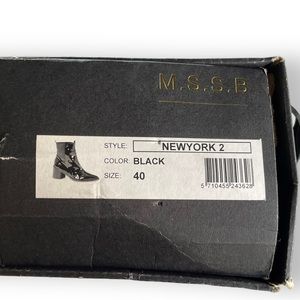 M.S.S.B
STYLE: NEWYORK 2
COLOR: BLACK
SIZE: 40
5 710455 243628